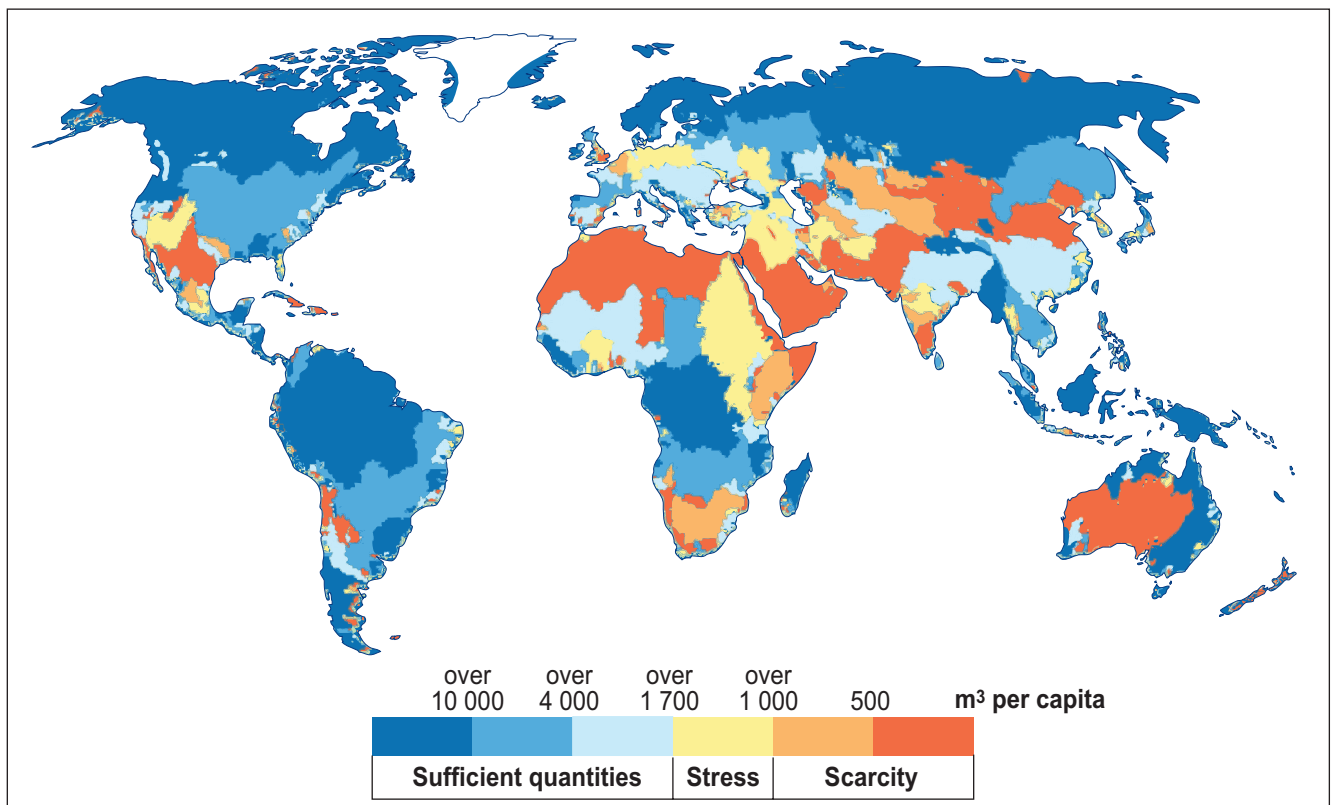 over over over over
10 000 4 000 1 700 1 000 500 m³ per capita
Sufficient quantities Stress Scarcity